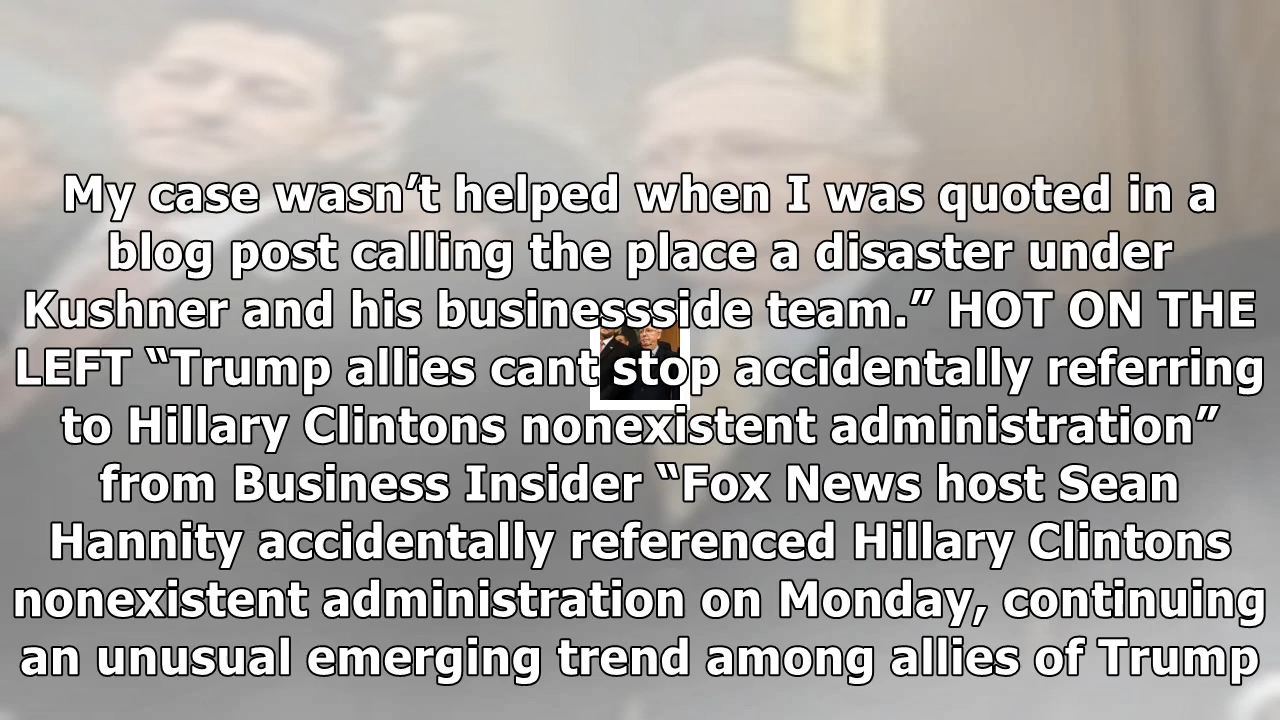 My case wasn’t helped when I was quoted in a
blog post calling the place a disaster under
Kushner and his businessside team.” HOT ON THE
LEFT “Trump allies cant stop accidentally referring
to Hillary Clintons nonexistent administration”
from Business Insider “Fox News host Sean
Hannity accidentally referenced Hillary Clintons
nonexistent administration on Monday, continuing
an unusual emerging trend among allies of Trump